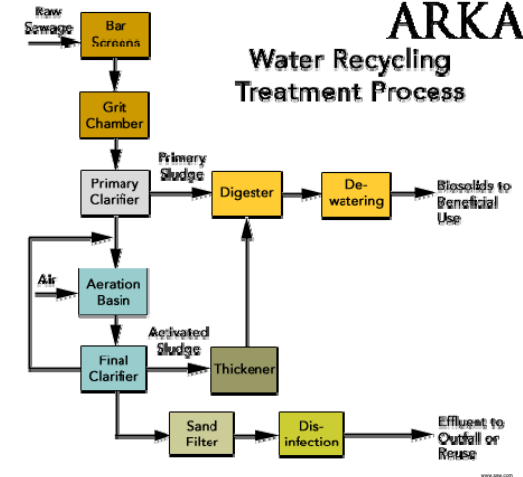 ARKA
Water Recycling
Treatment Process
Raw
Sewage
Bar
Screens
Grit
Chamber
Primary
Clarifier
Primary
Sludge
Digester
De-
watering
Biosolids to
Beneficial
Use
Air
Aeration
Basin
Final
Clarifier
Activated
Sludge
Thickener
Sand
Filter
Dis-
infection
Effluent to
Outfall or
Reuse